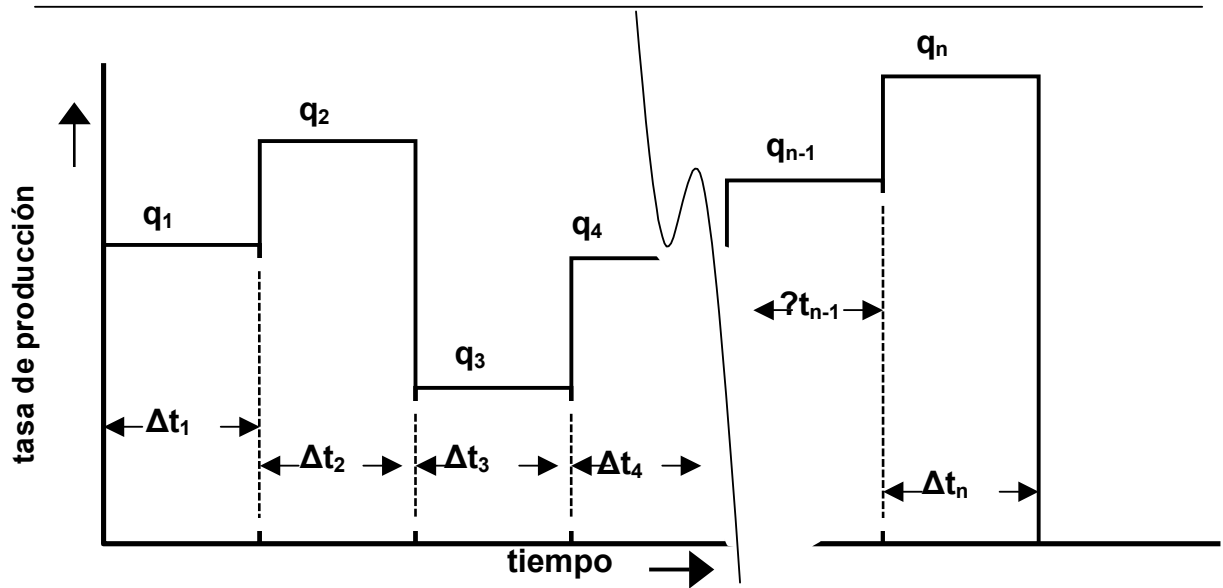 tasa de producción
q₁
q₂
q₃
q₄
qₙ₋₁
qₙ
Δt₁
Δt₂
Δt₃
Δt₄
?tₙ₋₁
Δtₙ
tiempo